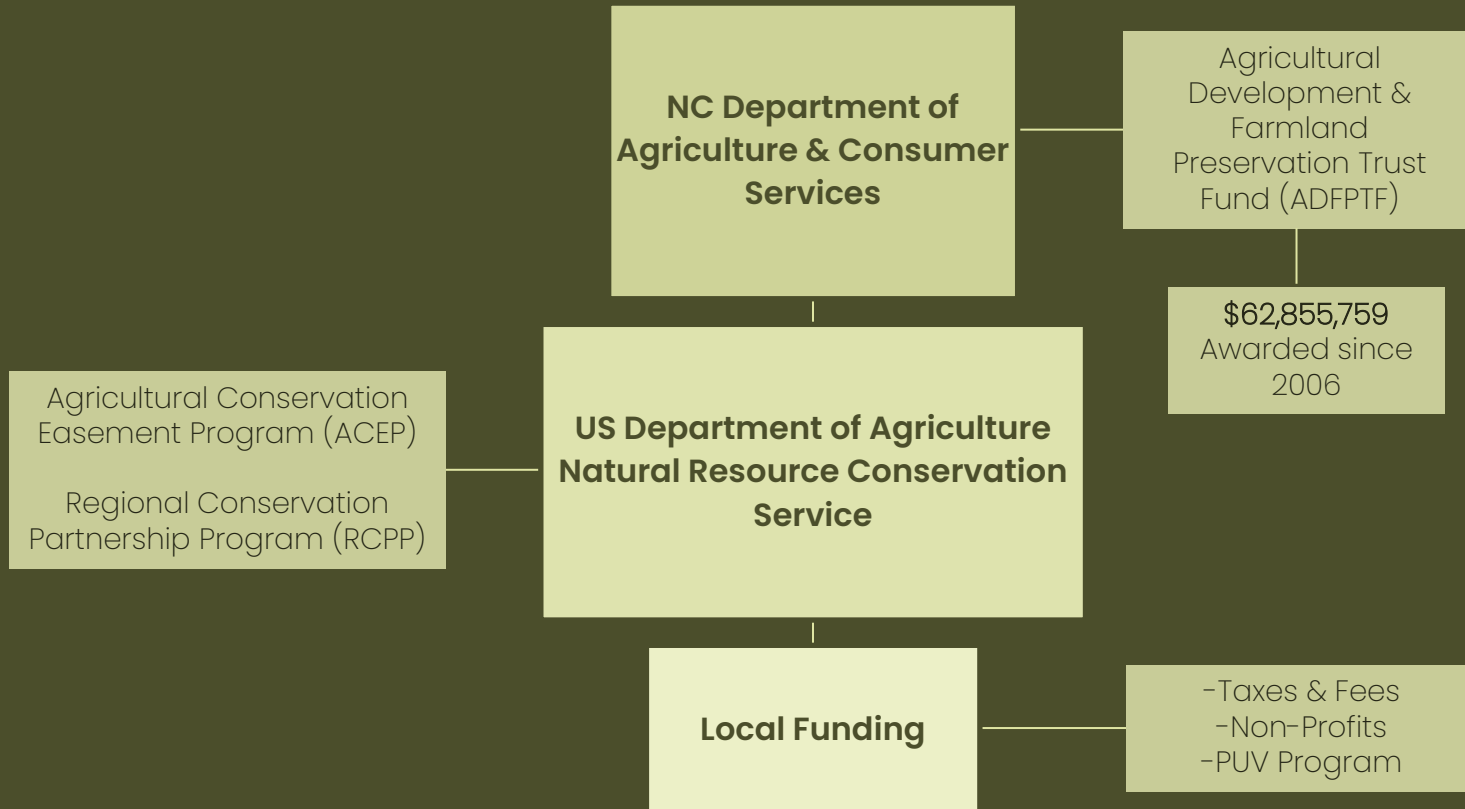 NC Department of
Agriculture & Consumer
Services
Agricultural
Development &
Farmland
Preservation Trust
Fund (ADFPTF)
$62,855,759
Awarded since
2006
Agricultural Conservation
Easement Program (ACEP)
Regional Conservation
Partnership Program (RCPP)
US Department of Agriculture
Natural Resource Conservation
Service
Local Funding
-Taxes & Fees
-Non-Profits
-PUV Program